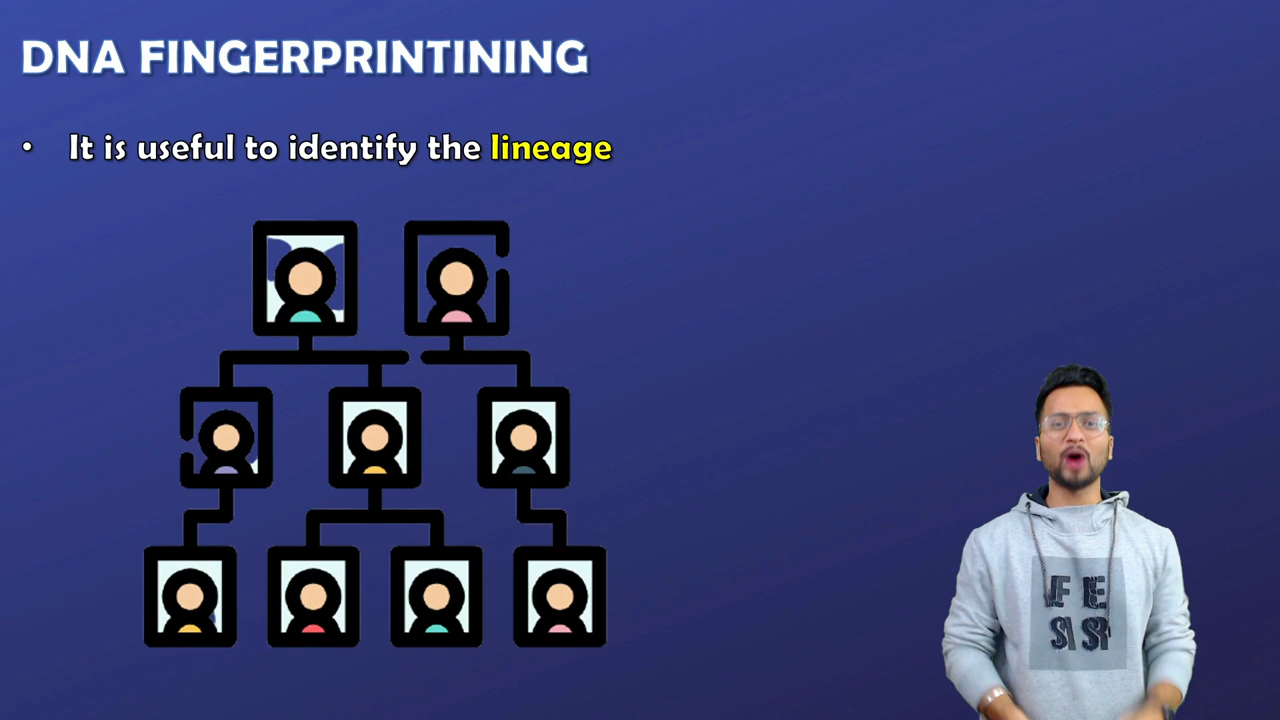 DNA FINGERPRINTINING
• It is useful to identify the lineage